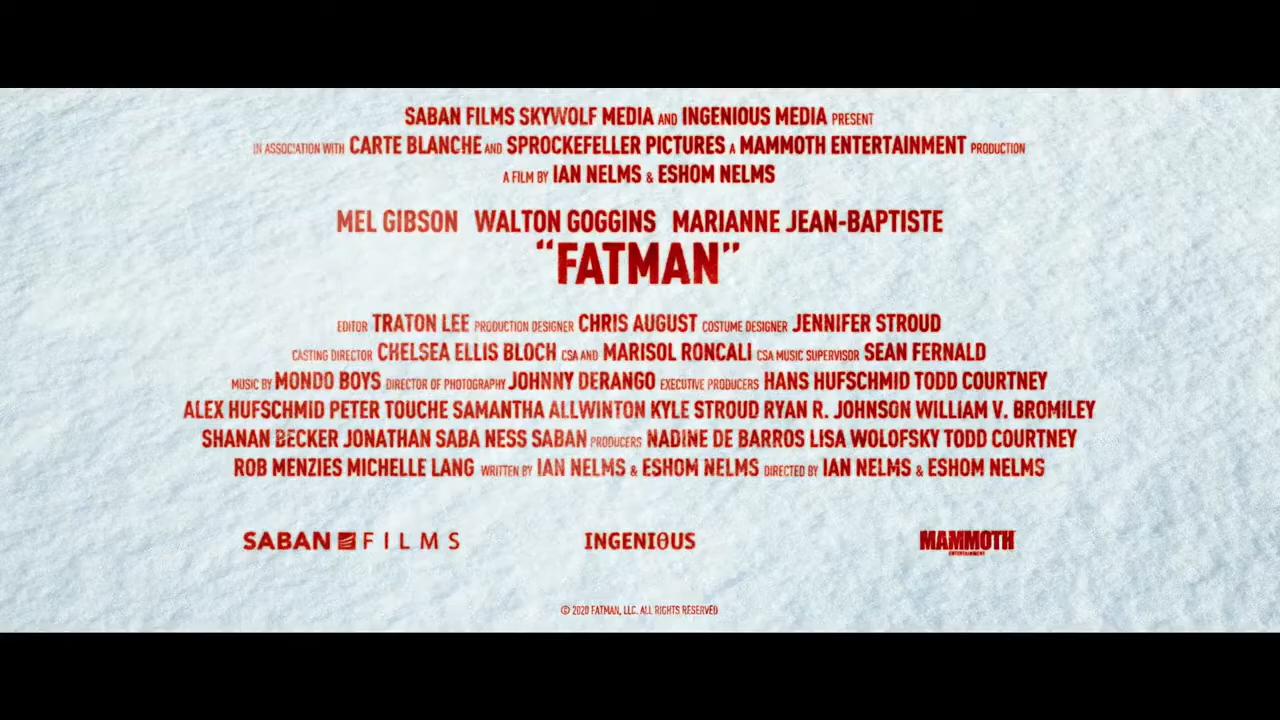 SABAN FILMS SKYWOLF MEDIA AND INGENIOUS MEDIA PRESENT
IN ASSOCIATION WITH CARTE BLANCHE AND SPROCKEFELLER PICTURES A MAMMOTH ENTERTAINMENT PRODUCTION
A FILM BY IAN NELMS & ESHOM NELMS
MEL GIBSON WALTON GOGGINS MARIANNE JEAN-BAPTISTE
“FATMAN”
EDITOR TRATON LEE PRODUCTION DESIGNER CHRIS AUGUST COSTUME DESIGNER JENNIFER STROUD
CASTING DIRECTOR CHELSEA ELLIS BLOCH CSA AND MARISOL RONCALI CSA MUSIC SUPERVISOR SEAN FERNALD
MUSIC BY MONDO BOYS DIRECTOR OF PHOTOGRAPHY JOHNNY DERANGO EXECUTIVE PRODUCERS HANS HUFSCHMID TODD COURTNEY
ALEX HUFSCHMID PETER TOUCHE SAMANTHA ALLWINTON KYLE STROUD RYAN R. JOHNSON WILLIAM V. BROMILEY
SHANAN BECKER JONATHAN SABA NESS SABAN PRODUCERS NADINE DE BARROS LISA WOLOFSKY TODD COURTNEY
ROB MENZIES MICHELLE LANG WRITTEN BY IAN NELMS & ESHOM NELMS DIRECTED BY IAN NELMS & ESHOM NELMS
SABAN FILMS INGENIOUS MAMMOTH
ENTERTAINMENT
© 2020 FATMAN, LLC. ALL RIGHTS RESERVED